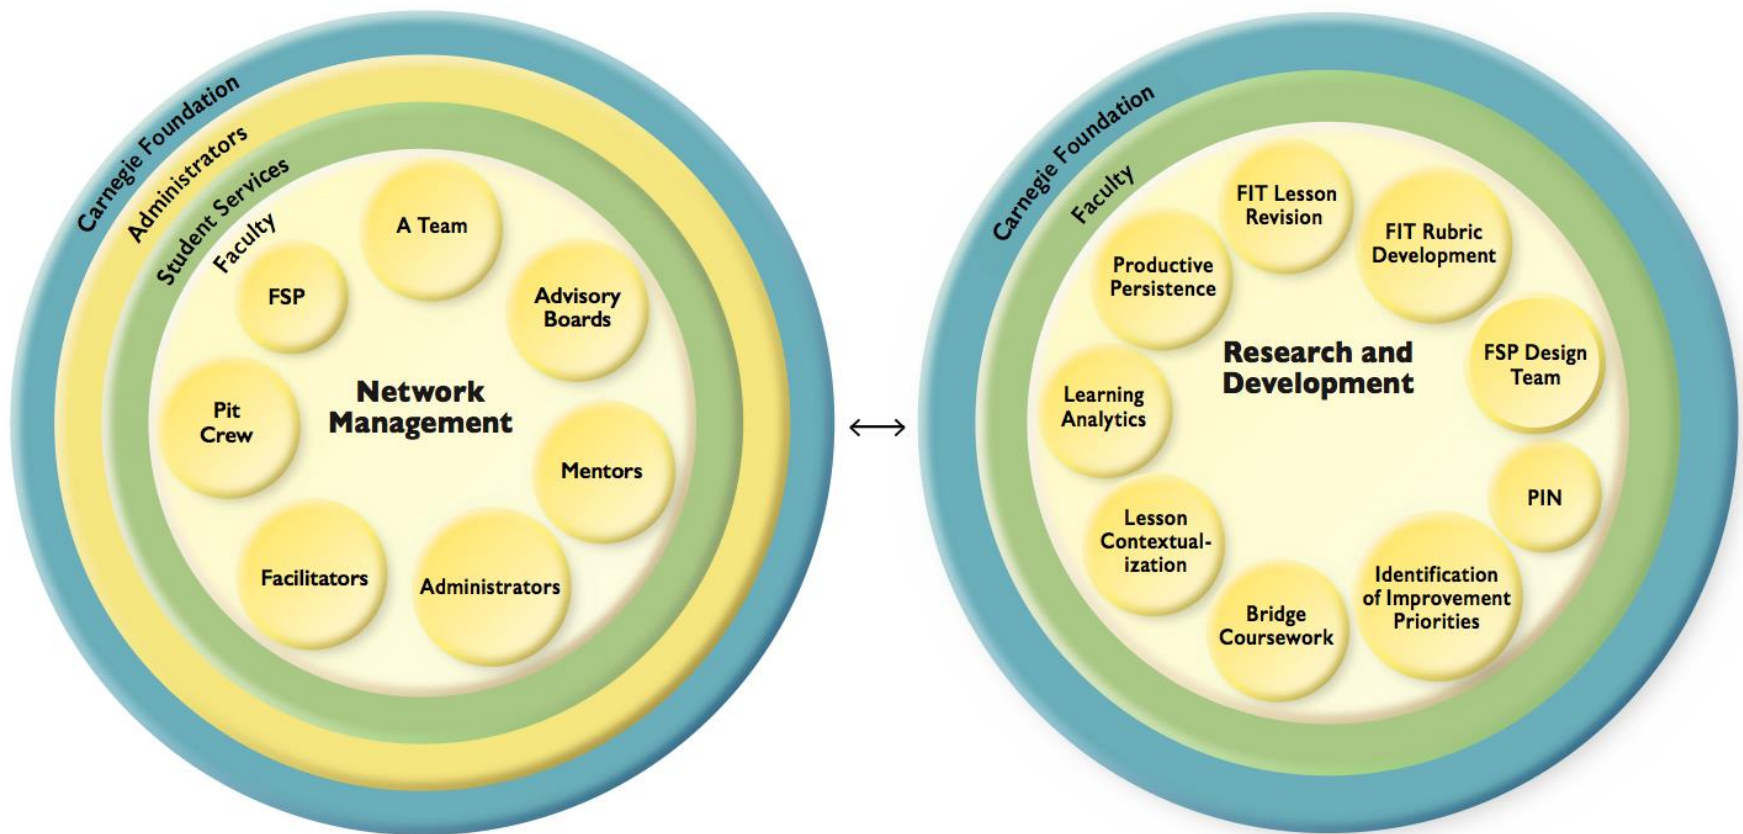 Carnegie Foundation
Administrators
Student Services
Faculty
A Team
FSP
Advisory
Boards
Network
Management
Pit
Crew
Mentors
Facilitators
Administrators
Carnegie Foundation
Faculty
FIT Lesson
Revision
FIT Rubric
Development
Productive
Persistence
Research and
Development
FSP Design
Team
Learning
Analytics
PIN
Lesson
Contextual-
ization
Identification
of Improvement
Priorities
Bridge
Coursework